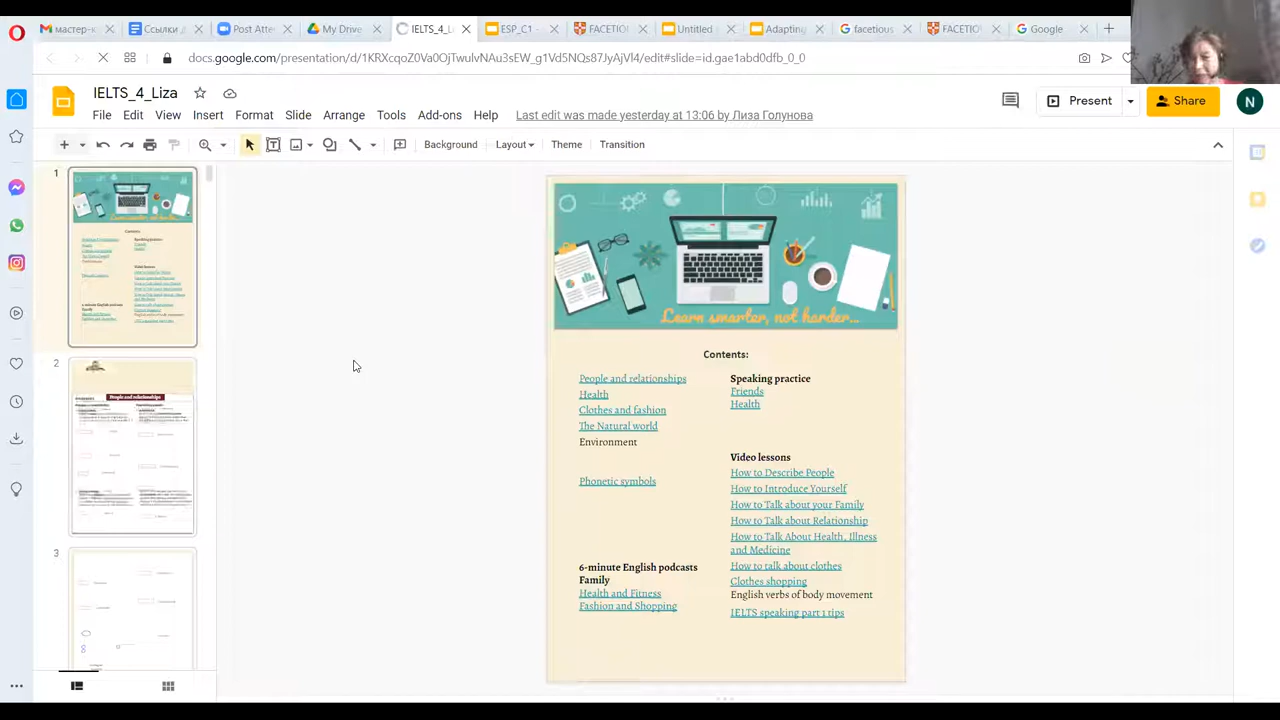 мастер-к
Ссылки д
Post Atte
My Drive
IELTS_4_L
ESP_C1 -
FACETIO
Untitled
Adapting
facetious
FACETIO
Google
docs.google.com/presentation/d/
IELTS_4_Liza
File Edit View Insert Format Slide Arrange Tools Add-ons Help
Last edit was made yesterday at 13:06 by Лиза Голунова
Present
Share
N
Background Layout Theme Transition
1
2
People and relationships
3
Learn smarter, not harder...
Contents:
People and relationships
Health
Clothes and fashion
The Natural world
Environment
Phonetic symbols
6-minute English podcasts
Family
Health and Fitness
Fashion and Shopping
Speaking practice
Friends
Health
Video lessons
How to Describe People
How to Introduce Yourself
How to Talk about your Family
How to Talk about Relationship
How to Talk About Health, Illness
and Medicine
How to talk about clothes
Clothes shopping
English verbs of body movement
IELTS speaking part 1 tips